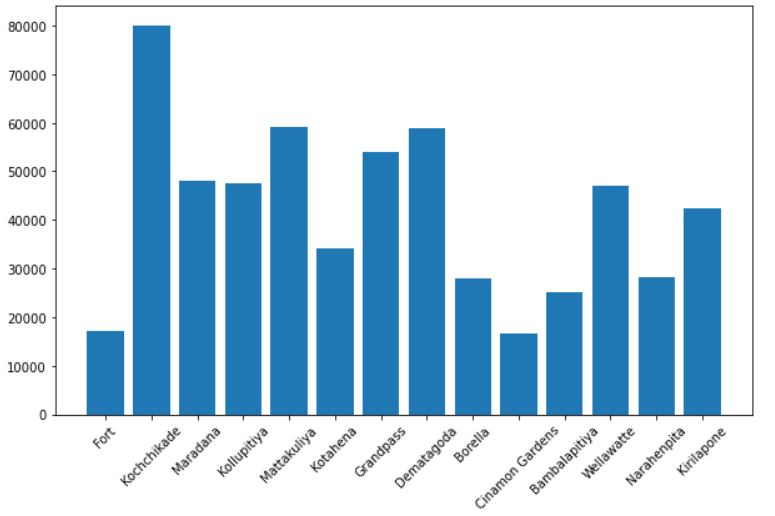 80000
70000
60000
50000
40000
30000
20000
10000
0
Fort
Kochchikade
Maradana
Kollupitiya
Mattakuliya
Kotahena
Grandpass
Dematagoda
Borella
Cinamon Gardens
Bambalapitiya
Wellawatte
Narahenpita
Kirilapone